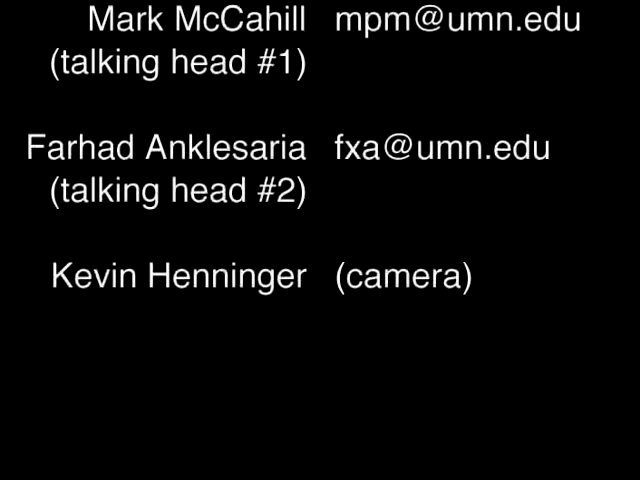 Mark McCahill mpm@umn.edu
(talking head #1)
Farhad Anklesaria fxa@umn.edu
(talking head #2)
Kevin Henninger (camera)